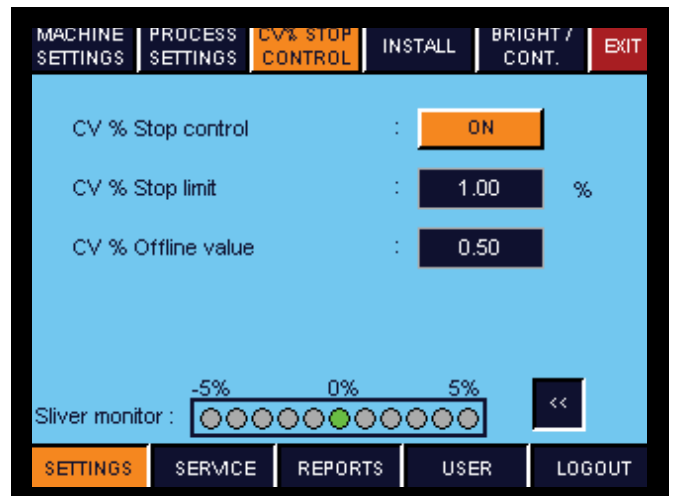 MACHINE SETTINGS PROCESS SETTINGS CV% STOP CONTROL INSTALL BRIGHT / CONT. EXIT
CV % Stop control : ON
CV % Stop limit : 1.00 %
CV % Offline value : 0.50
-5% 0% 5%
Sliver monitor : <<
SETTINGS SERVICE REPORTS USER LOGOUT